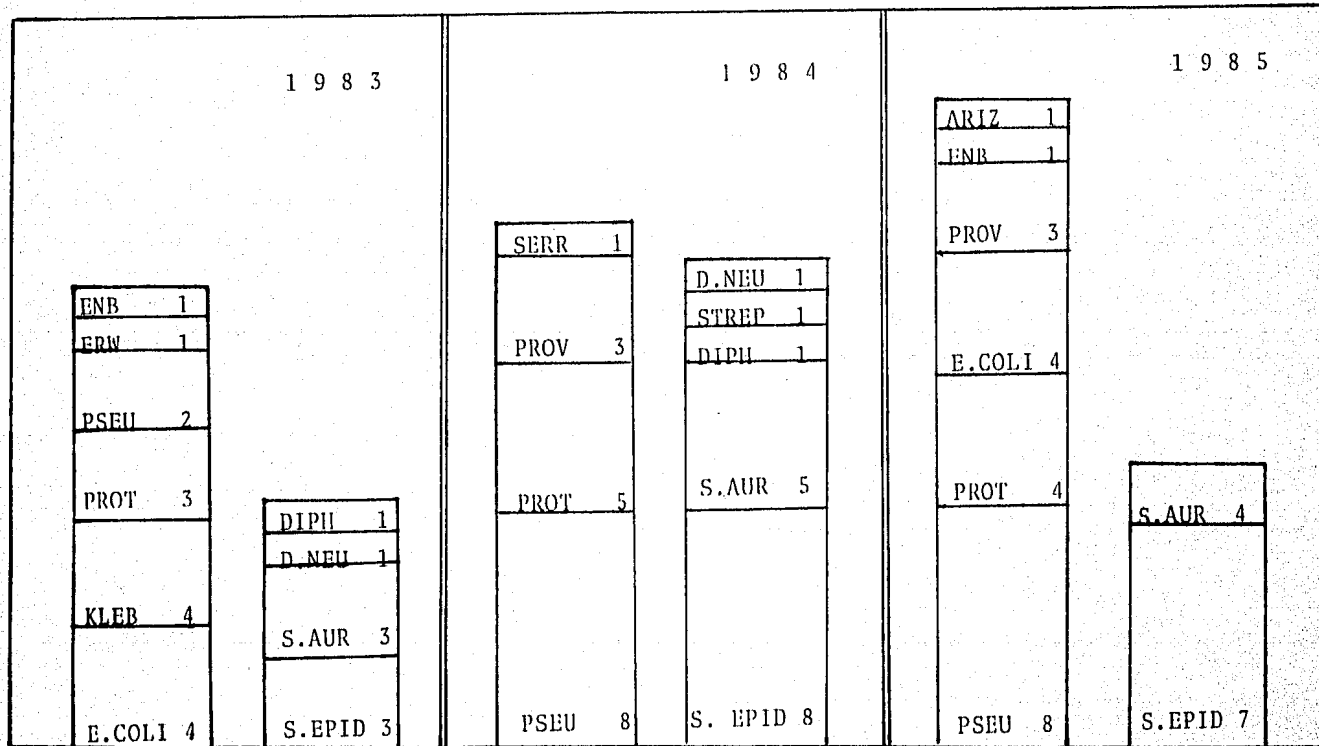 1 9 8 3
ENB 1
ERW 1
PSEU 2
PROT 3
KLEB 4
E.COLI 4
DIPH 1
D.NEU 1
S.AUR 3
S.EPID 3
1 9 8 4
SERR 1
PROV 3
PROT 5
PSEU 8
D.NEU 1
STREP 1
DIPH 1
S.AUR 5
S. EPID 8
1 9 8 5
ARIZ 1
ENB 1
PROV 3
E.COLI 4
PROT 4
PSEU 8
S.AUR 4
S.EPID 7